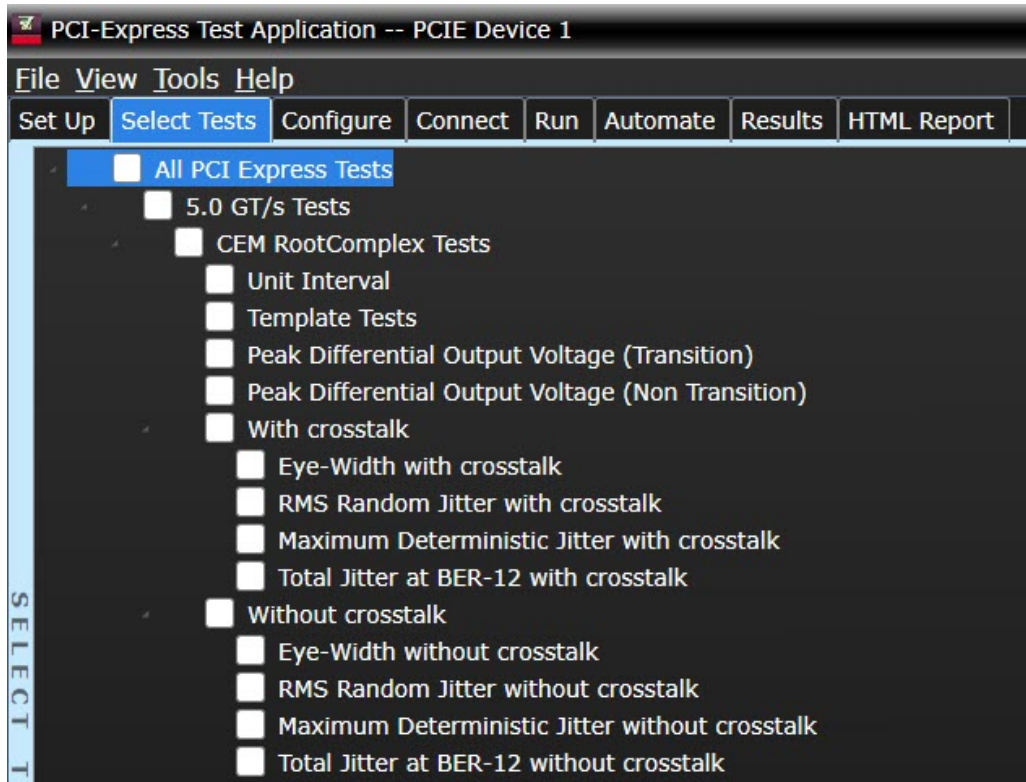 PCI-Express Test Application -- PCIE Device 1
File View Tools Help
Set Up Select Tests Configure Connect Run Automate Results HTML Report
All PCI Express Tests
5.0 GT/s Tests
CEM RootComplex Tests
Unit Interval
Template Tests
Peak Differential Output Voltage (Transition)
Peak Differential Output Voltage (Non Transition)
With crosstalk
Eye-Width with crosstalk
RMS Random Jitter with crosstalk
Maximum Deterministic Jitter with crosstalk
Total Jitter at BER-12 with crosstalk
Without crosstalk
Eye-Width without crosstalk
RMS Random Jitter without crosstalk
Maximum Deterministic Jitter without crosstalk
Total Jitter at BER-12 without crosstalk
SELECT T